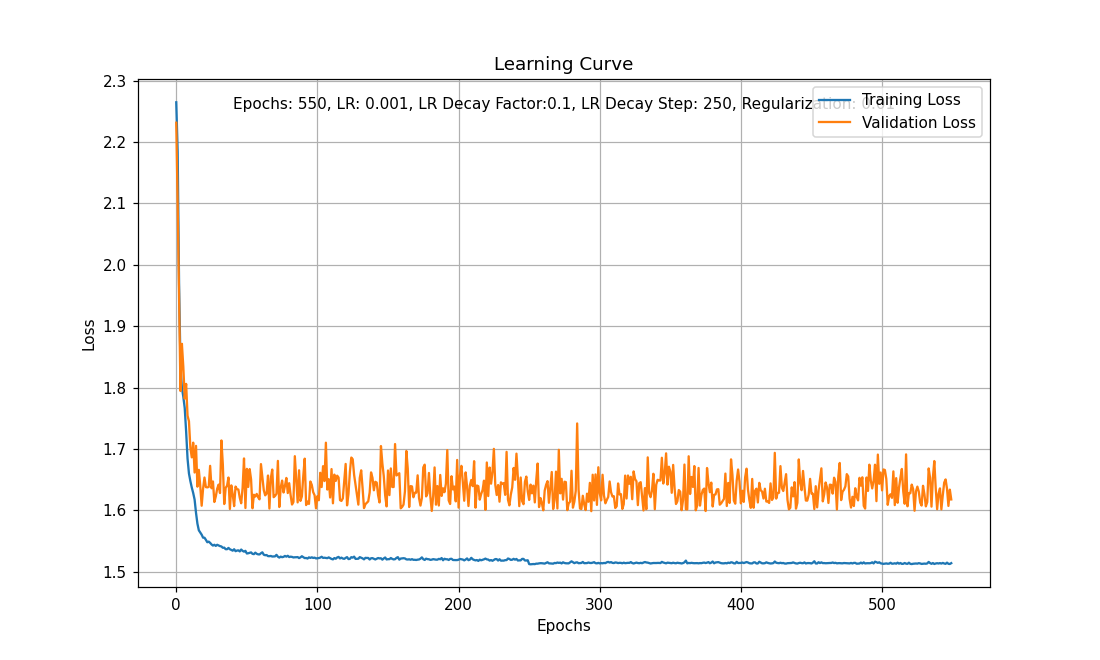 Learning Curve
Epochs: 550, LR: 0.001, LR Decay Factor:0.1, LR Decay Step: 250, Regularization: 0.01
Training Loss
Validation Loss
2.3
2.2
2.1
2.0
1.9
1.8
1.7
1.6
1.5
Loss
0 100 200 300 400 500
Epochs